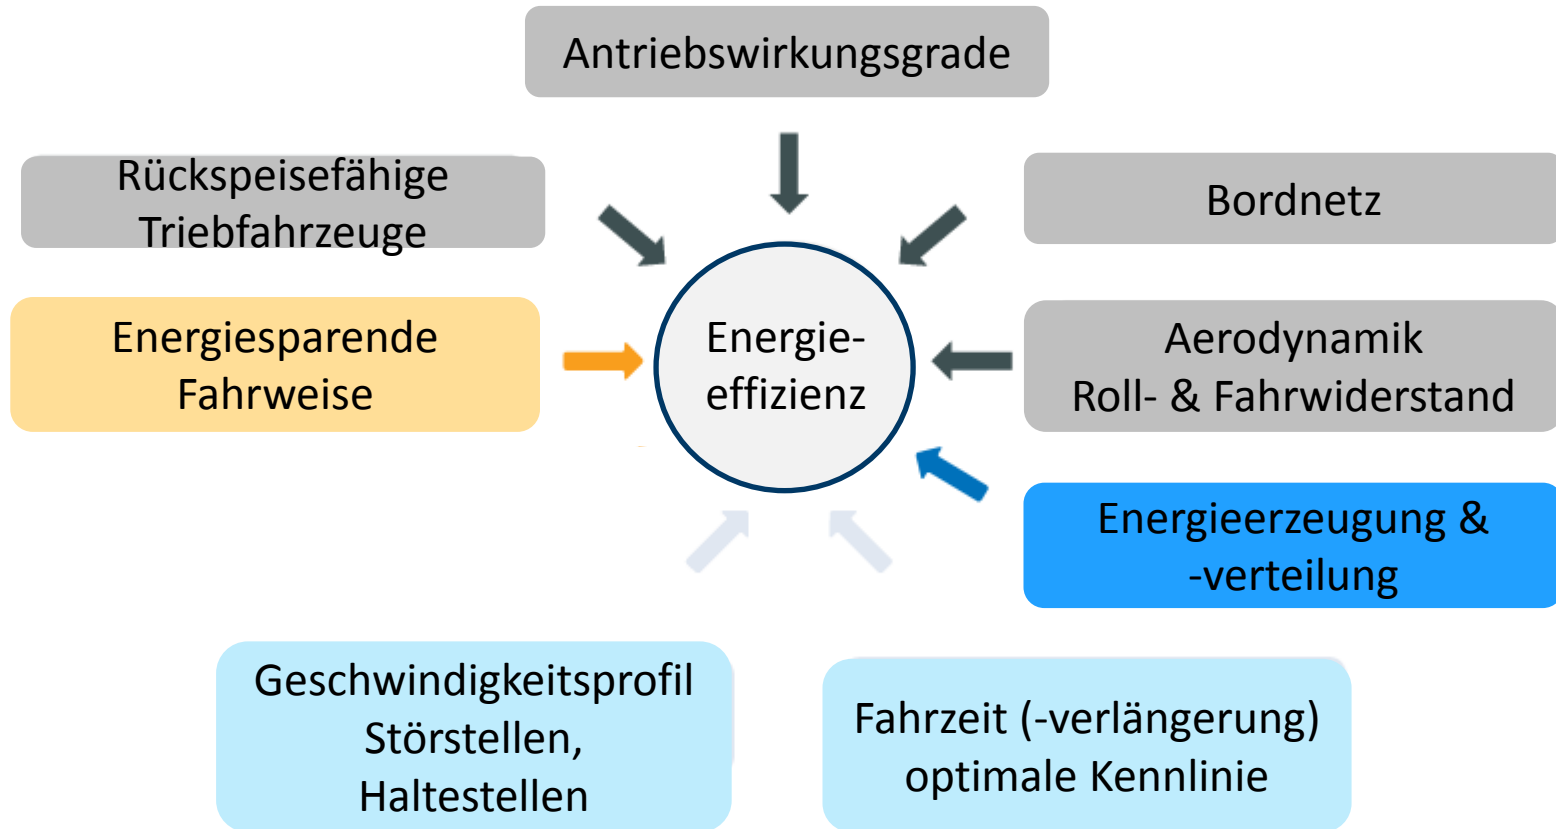 Antriebswirkungsgrade
Rückspeisefähige
Triebfahrzeuge
Bordnetz
Energiesparende
Fahrweise
Energie-
effizienz
Aerodynamik
Roll- & Fahrwiderstand
Energieerzeugung &
-verteilung
Geschwindigkeitsprofil
Störstellen,
Haltestellen
Fahrzeit (-verlängerung)
optimale Kennlinie